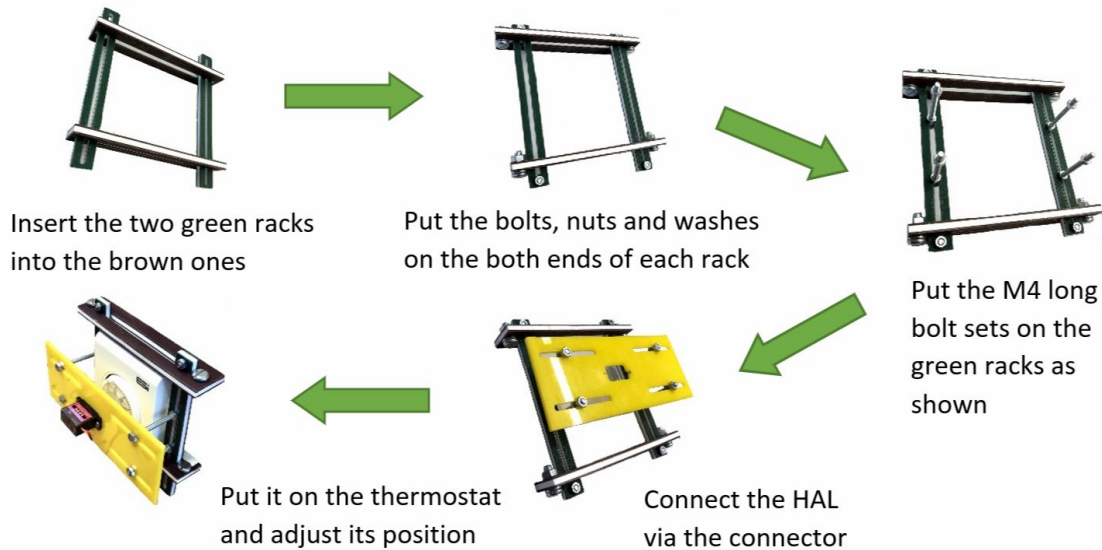 Insert the two green racks
into the brown ones
Put the bolts, nuts and washes
on the both ends of each rack
Put the M4 long
bolt sets on the
green racks as
shown
Connect the HAL
via the connector
Put it on the thermostat
and adjust its position